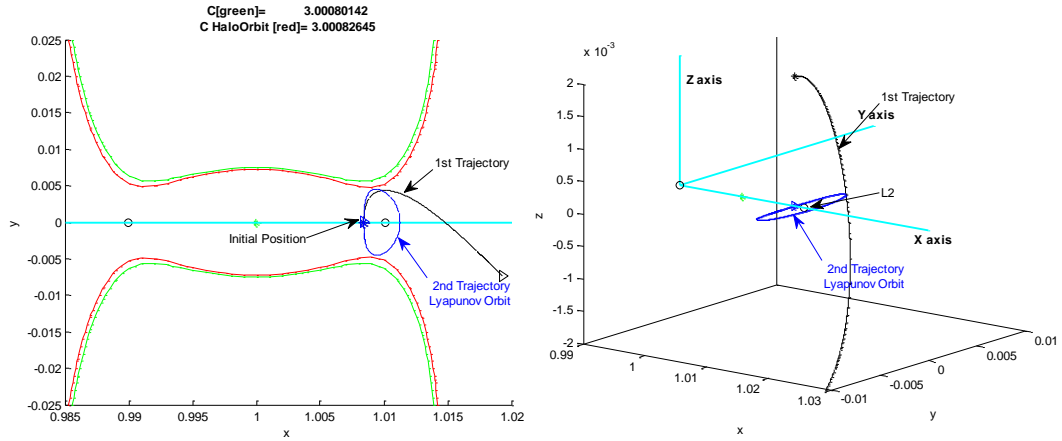 C[green]= 3.00080142
C HaloOrbit [red]= 3.00082645
0.025
0.02
0.015
0.01
0.005
0
-0.005
-0.01
-0.015
-0.02
-0.025
y
0.985
0.99
0.995
1
1.005
1.01
1.015
1.02
x
1st Trajectory
Initial Position
2nd Trajectory
Lyapunov Orbit
x 10⁻³
2
1.5
1
0.5
0
-0.5
-1
-1.5
-2
z
Z axis
1st Trajectory
Y axis
L2
X axis
2nd Trajectory
Lyapunov Orbit
0.99
1
1.01
1.02
1.03
x
-0.01
-0.005
0
0.005
0.01
y